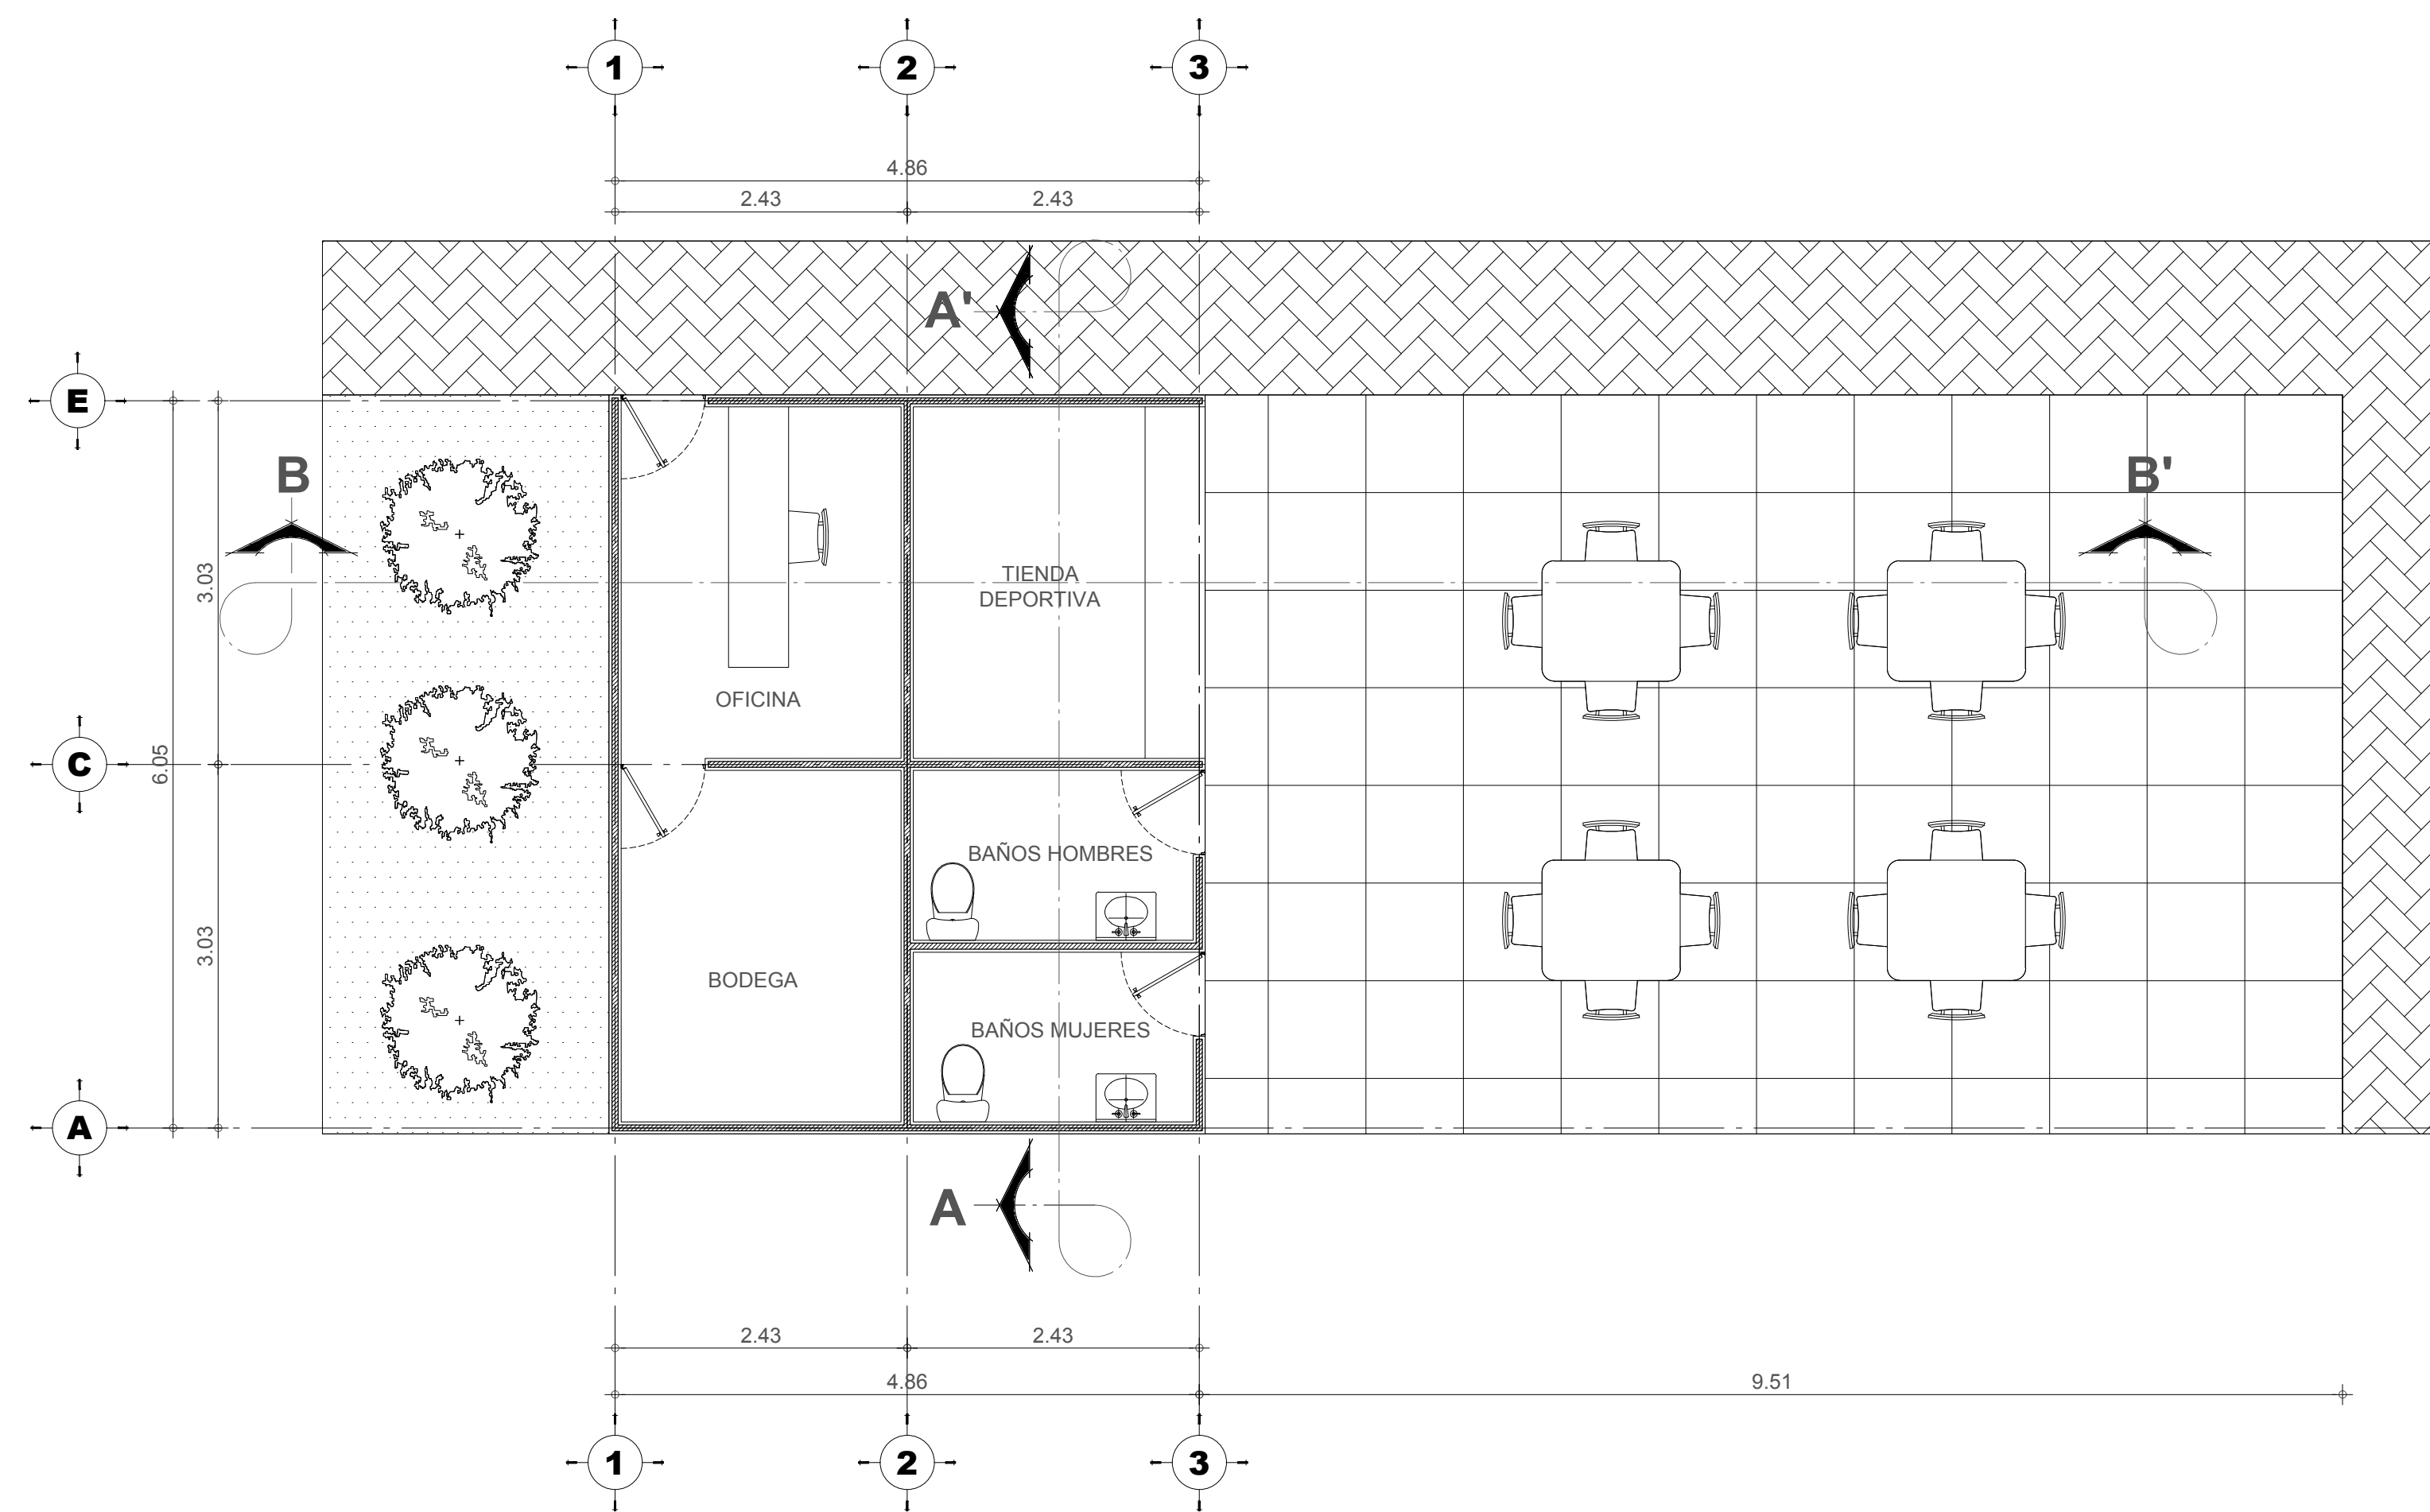 1
2
3
4.86
2.43
2.43
A'
E
B
B'
3.03
TIENDA
DEPORTIVA
OFICINA
C
6.05
BAÑOS HOMBRES
3.03
BODEGA
BAÑOS MUJERES
A
A
2.43
2.43
4.86
9.51
1
2
3